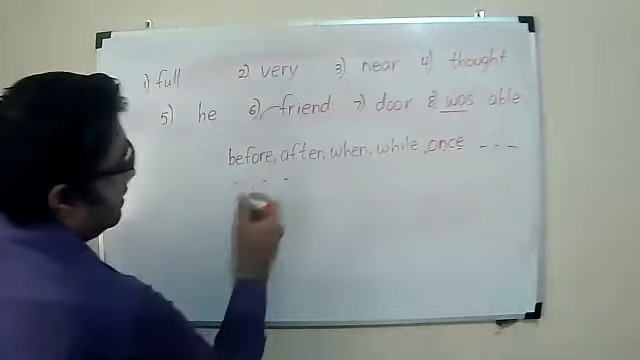 1) full 2) very 3) near 4) thought
5) he 6) friend 7) door 8) was able
before, after, when, while, once ---